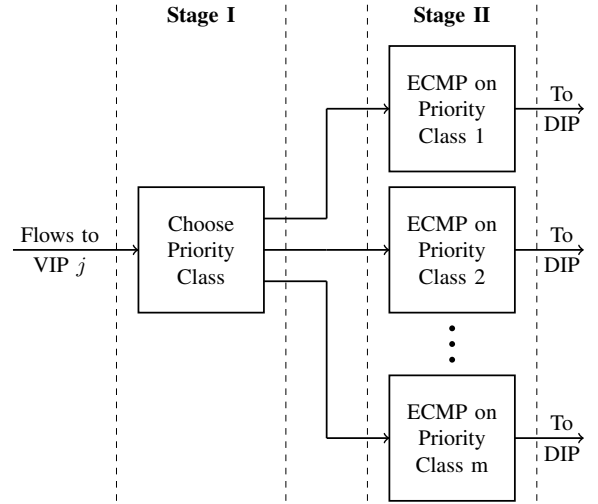 Stage I
Stage II
ECMP on
Priority
Class 1
To
DIP
Flows to
VIP j
Choose
Priority
Class
ECMP on
Priority
Class 2
To
DIP
ECMP on
Priority
Class m
To
DIP